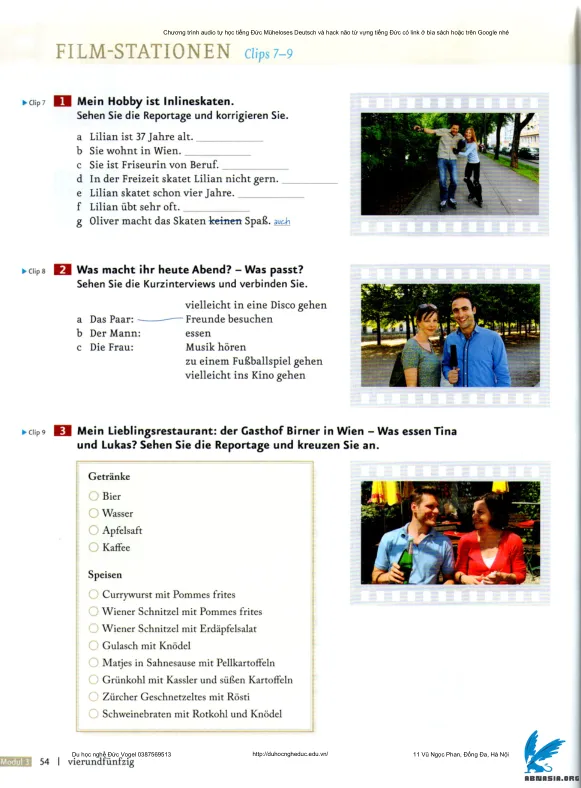 Chương trình audio tự học tiếng Đức Müheloses Deutsch và hack não từ vựng tiếng Đức có link ở bìa sách hoặc trên Google nhé
FILM-STATIONEN Clips 7–9
▶ Clip 7 1 Mein Hobby ist Inlineskaten.
Sehen Sie die Reportage und korrigieren Sie.
a Lilian ist 37 Jahre alt.
b Sie wohnt in Wien.
c Sie ist Friseurin von Beruf.
d In der Freizeit skatet Lilian nicht gern.
e Lilian skatet schon vier Jahre.
f Lilian übt sehr oft.
g Oliver macht das Skaten keinen Spaß. auch
▶ Clip 8 2 Was macht ihr heute Abend? – Was passt?
Sehen Sie die Kurzinterviews und verbinden Sie.
vielleicht in eine Disco gehen
a Das Paar: Freunde besuchen
b Der Mann: essen
c Die Frau: Musik hören
zu einem Fußballspiel gehen
vielleicht ins Kino gehen
▶ Clip 9 3 Mein Lieblingsrestaurant: der Gasthof Birner in Wien – Was essen Tina
und Lukas? Sehen Sie die Reportage und kreuzen Sie an.
Getränke
Bier
Wasser
Apfelsaft
Kaffee
Speisen
Currywurst mit Pommes frites
Wiener Schnitzel mit Pommes frites
Wiener Schnitzel mit Erdäpfelsalat
Gulasch mit Knödel
Matjes in Sahnesause mit Pellkartoffeln
Grünkohl mit Kassler und süßen Kartoffeln
Zürcher Geschnetzeltes mit Rösti
Schweinebraten mit Rotkohl und Knödel
Du học nghề Đức Vogel 0387569513 http://duhocngheduc.edu.vn/ 11 Vũ Ngọc Phan, Đống Đa, Hà Nội
Modul 3 54 | vierundfünfzig
ABBNASIA.ORG